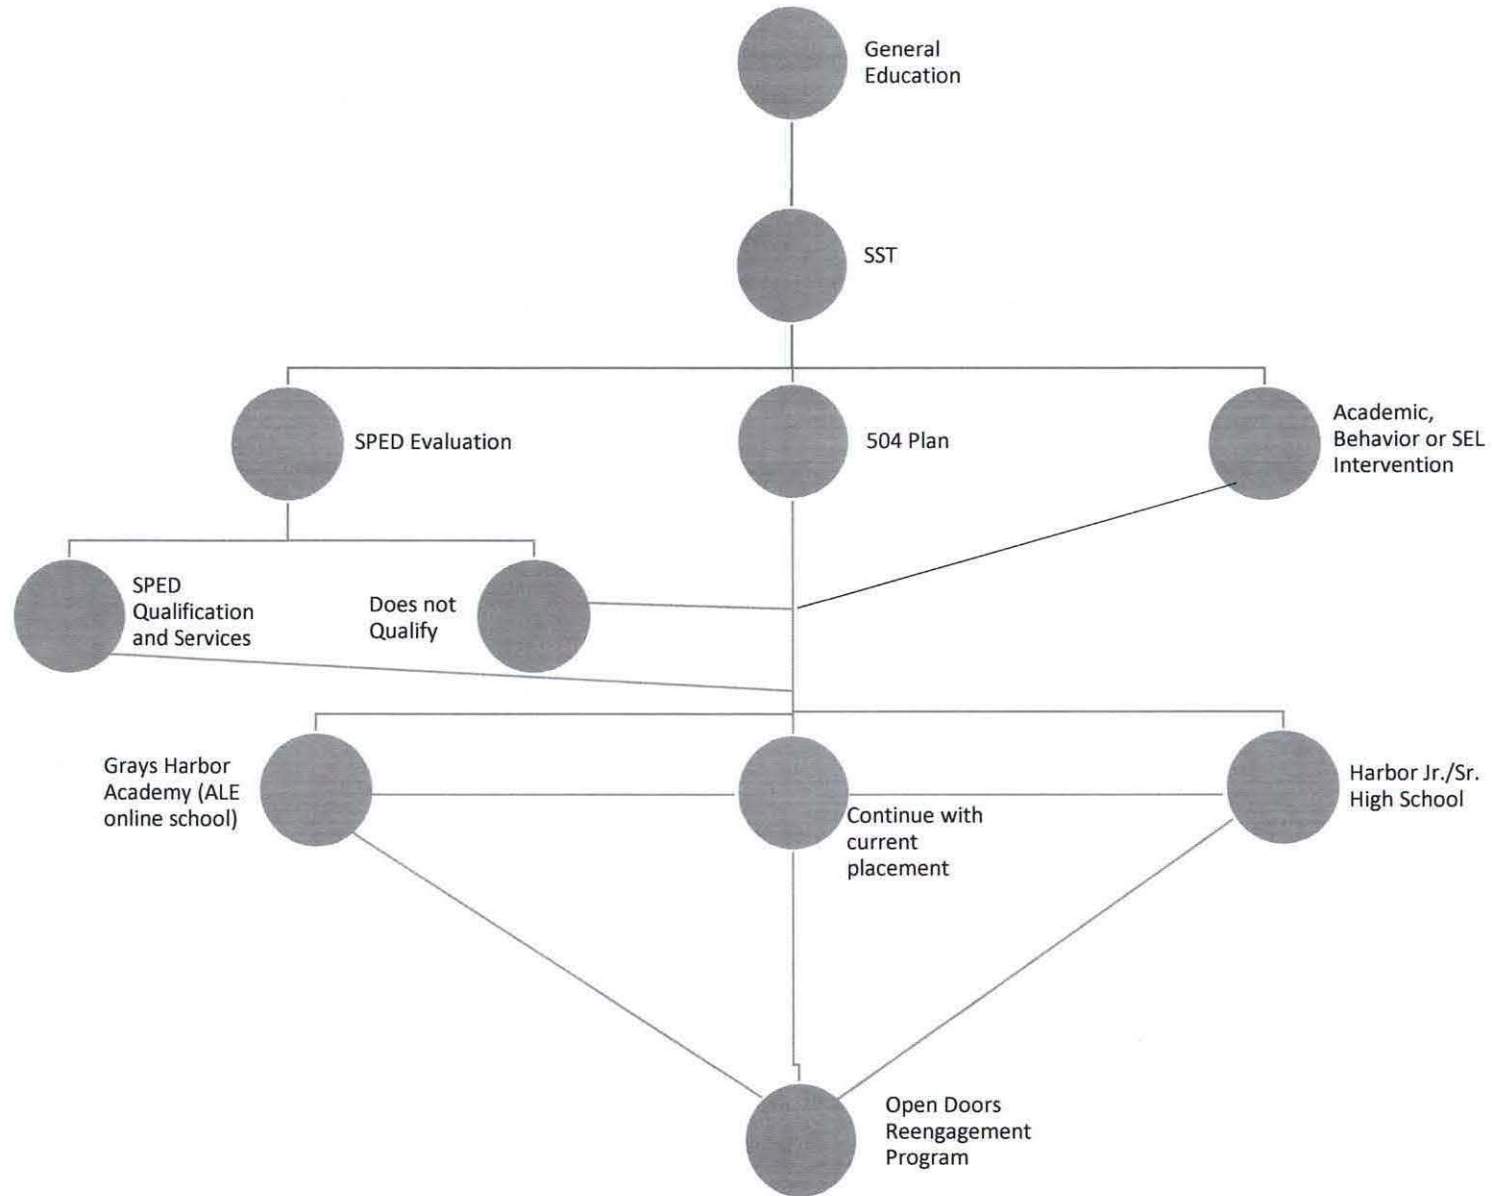 General
Education
SST
SPED Evaluation
504 Plan
Academic,
Behavior or SEL
Intervention
SPED
Qualification
and Services
Does not
Qualify
Grays Harbor
Academy (ALE
online school)
Continue with
current
placement
Harbor Jr./Sr.
High School
Open Doors
Reengagement
Program